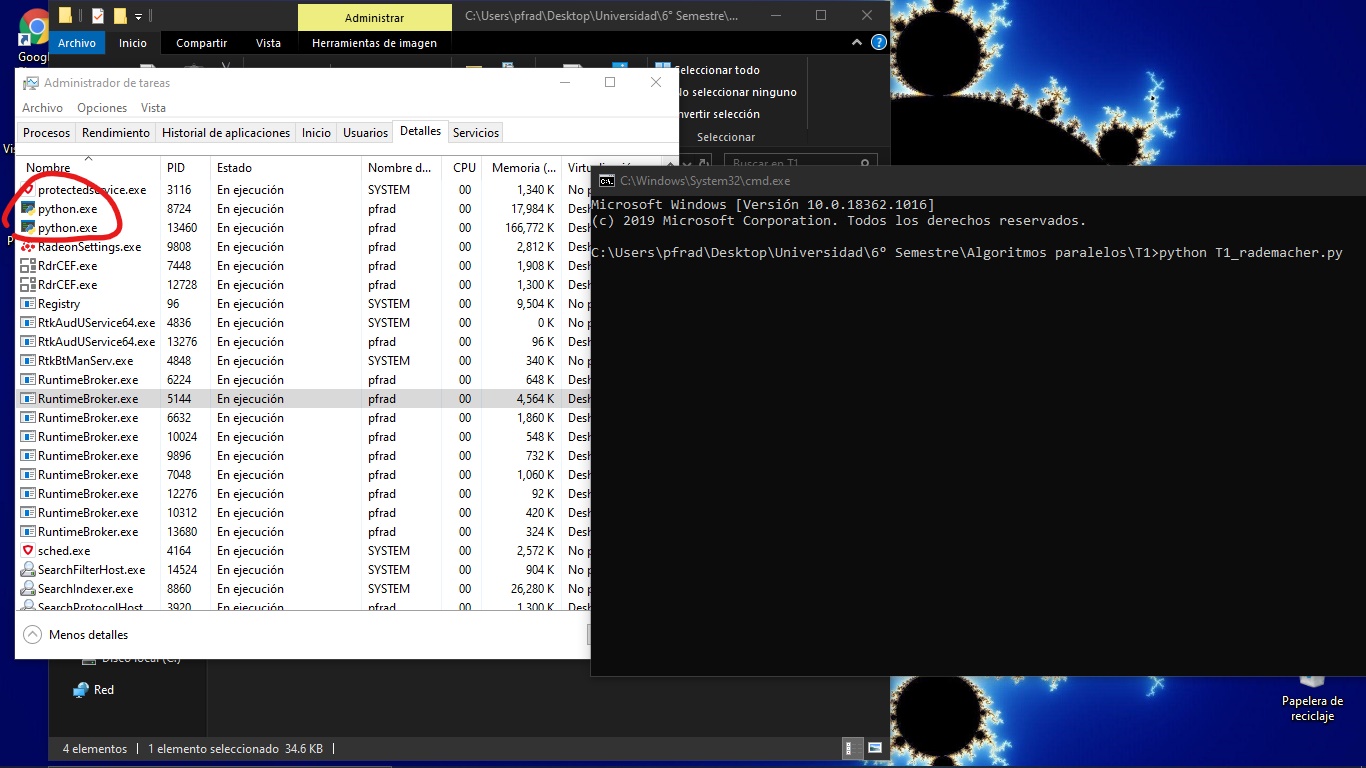 Administrar
C:\Users\pfrad\Desktop\Universidad\6° Semestre\...
Archivo Inicio Compartir Vista Herramientas de imagen
Seleccionar todo
No seleccionar ninguno
nvertir selección
Seleccionar
Buscar en T1
Administrador de tareas
Archivo Opciones Vista
Procesos Rendimiento Historial de aplicaciones Inicio Usuarios Detalles Servicios
Nombre PID Estado Nombre d... CPU Memoria (...
protectedservice.exe 3116 En ejecución SYSTEM 00 1,340 K No p
python.exe 8724 En ejecución pfrad 00 17,984 K Desh
python.exe 13460 En ejecución pfrad 00 166,772 K Desh
RadeonSettings.exe 9808 En ejecución pfrad 00 2,812 K Desh
RdrCEF.exe 7448 En ejecución pfrad 00 1,908 K Desh
RdrCEF.exe 12728 En ejecución pfrad 00 1,300 K Desh
Registry 96 En ejecución SYSTEM 00 9,504 K No p
RtkAudUService64.exe 4836 En ejecución SYSTEM 00 0 K No p
RtkAudUService64.exe 13276 En ejecución pfrad 00 96 K Desh
RtkBtManServ.exe 4848 En ejecución SYSTEM 00 340 K No p
RuntimeBroker.exe 6224 En ejecución pfrad 00 648 K Desh
RuntimeBroker.exe 5144 En ejecución pfrad 00 4,564 K Desh
RuntimeBroker.exe 6632 En ejecución pfrad 00 1,860 K Desh
RuntimeBroker.exe 10024 En ejecución pfrad 00 548 K Desh
RuntimeBroker.exe 9896 En ejecución pfrad 00 732 K Desh
RuntimeBroker.exe 7048 En ejecución pfrad 00 1,060 K Desh
RuntimeBroker.exe 12276 En ejecución pfrad 00 92 K Desh
RuntimeBroker.exe 10312 En ejecución pfrad 00 420 K Desh
RuntimeBroker.exe 13680 En ejecución pfrad 00 324 K Desh
sched.exe 4164 En ejecución SYSTEM 00 2,572 K No p
SearchFilterHost.exe 14524 En ejecución SYSTEM 00 904 K No p
SearchIndexer.exe 8860 En ejecución SYSTEM 00 26,280 K No p
SearchProtocolHost 3920 En ejecución pfrad 00 1,300 K Desh
Menos detalles
C:\Windows\System32\cmd.exe
Microsoft Windows [Versión 10.0.18362.1016]
(c) 2019 Microsoft Corporation. Todos los derechos reservados.
C:\Users\pfrad\Desktop\Universidad\6° Semestre\Algoritmos paralelos\T1>python T1_rademacher.py
Disco local (C:)
Red
4 elementos 1 elemento seleccionado 34.6 KB
Googl
Papelera de
reciclaje